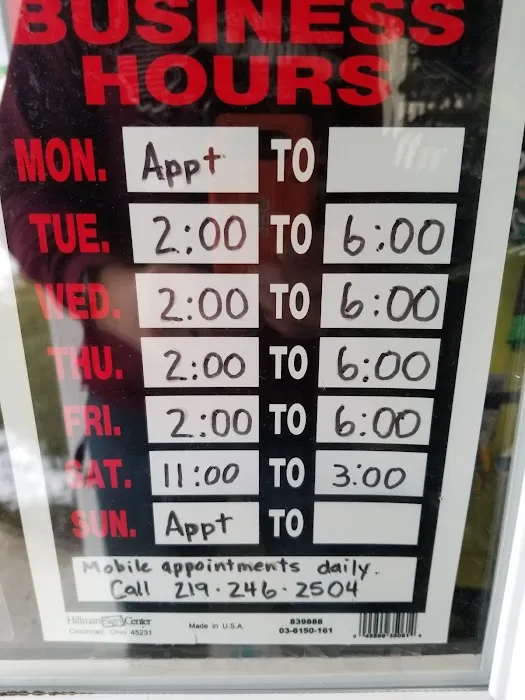 BUSINESS
HOURS
MON. Appt TO
TUE. 2:00 TO 6:00
WED. 2:00 TO 6:00
THU. 2:00 TO 6:00
FRI. 2:00 TO 6:00
SAT. 11:00 TO 3:00
SUN. Appt TO
Mobile appointments daily.
Call 219·246·2504
Hillman Sign Center
Cincinnati, Ohio 45231
Made in U.S.A.
839888
03-8150-161